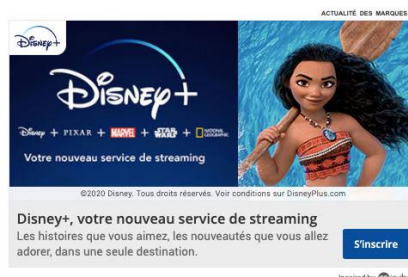 ACTUALITÉ DES MARQUES
Disney+
Disney+
Disney + PIXAR + MARVEL + STAR WARS + NATIONAL GEOGRAPHIC
Votre nouveau service de streaming
©2020 Disney. Tous droits réservés. Voir conditions sur DisneyPlus.com
Disney+, votre nouveau service de streaming
Les histoires que vous aimez, les nouveautés que vous allez
adorer, dans une seule destination.
S'inscrire